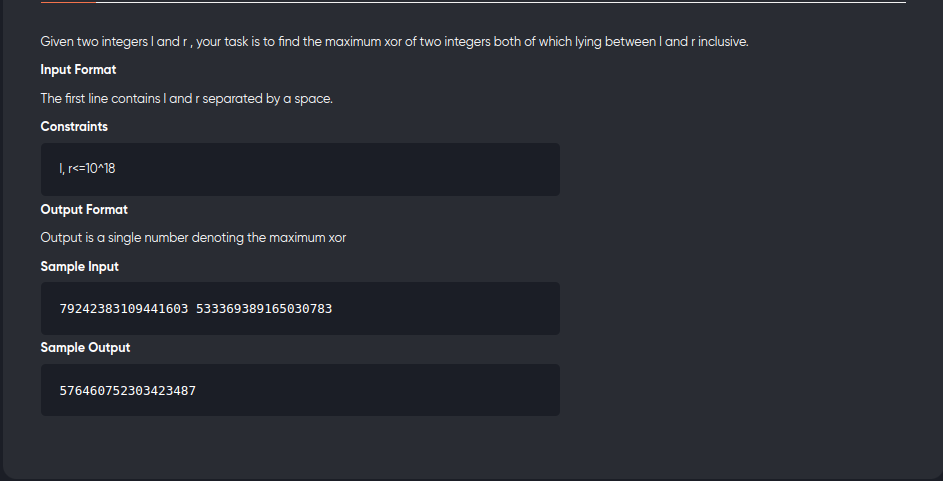 Given two integers l and r , your task is to find the maximum xor of two integers both of which lying between l and r inclusive.
Input Format
The first line contains l and r separated by a space.
Constraints
l, r<=10^18
Output Format
Output is a single number denoting the maximum xor
Sample Input
79242383109441603 533369389165030783
Sample Output
576460752303423487